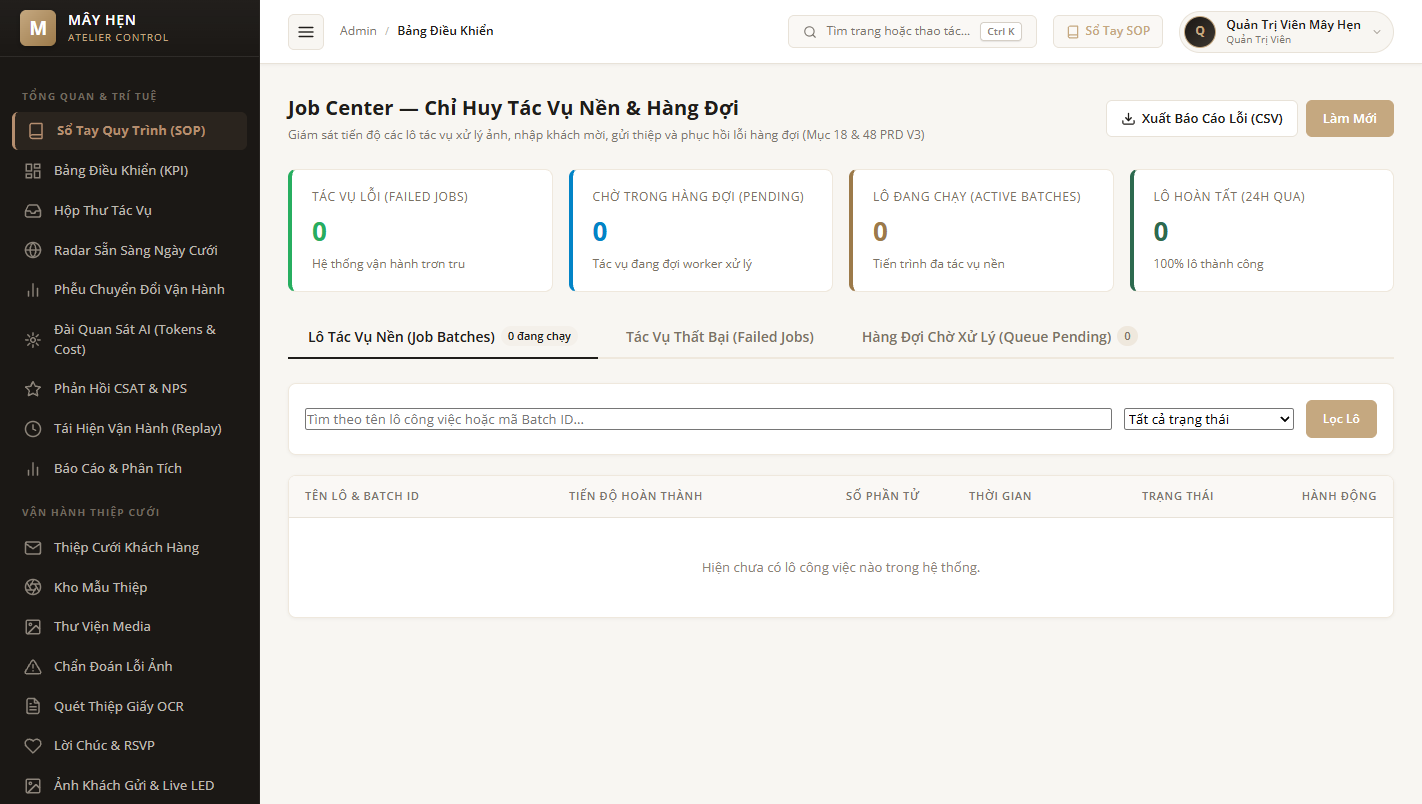 M
MÂY HẸN
ATELIER CONTROL
TỔNG QUAN & TRÍ TUỆ
Sổ Tay Quy Trình (SOP)
Bảng Điều Khiển (KPI)
Hộp Thư Tác Vụ
Radar Sẵn Sàng Ngày Cưới
Phễu Chuyển Đổi Vận Hành
Đài Quan Sát AI (Tokens &
Cost)
Phản Hồi CSAT & NPS
Tái Hiện Vận Hành (Replay)
Báo Cáo & Phân Tích
VẬN HÀNH THIỆP CƯỚI
Thiệp Cưới Khách Hàng
Kho Mẫu Thiệp
Thư Viện Media
Chẩn Đoán Lỗi Ảnh
Quét Thiệp Giấy OCR
Lời Chúc & RSVP
Ảnh Khách Gửi & Live LED
Admin / Bảng Điều Khiển
Tìm trang hoặc thao tác... Ctrl K
Sổ Tay SOP
Q
Quản Trị Viên Mây Hẹn
Quản Trị Viên
Job Center — Chỉ Huy Tác Vụ Nền & Hàng Đợi
Giám sát tiến độ các lô tác vụ xử lý ảnh, nhập khách mời, gửi thiệp và phục hồi lỗi hàng đợi (Mục 18 & 48 PRD V3)
Xuất Báo Cáo Lỗi (CSV)
Làm Mới
TÁC VỤ LỖI (FAILED JOBS)
0
Hệ thống vận hành trơn tru
CHỜ TRONG HÀNG ĐỢI (PENDING)
0
Tác vụ đang đợi worker xử lý
LÔ ĐANG CHẠY (ACTIVE BATCHES)
0
Tiến trình đa tác vụ nền
LÔ HOÀN TẤT (24H QUA)
0
100% lô thành công
Lô Tác Vụ Nền (Job Batches) 0 đang chạy
Tác Vụ Thất Bại (Failed Jobs)
Hàng Đợi Chờ Xử Lý (Queue Pending) 0
Tìm theo tên lô công việc hoặc mã Batch ID...
Tất cả trạng thái
Lọc Lô
TÊN LÔ & BATCH ID TIẾN ĐỘ HOÀN THÀNH SỐ PHẦN TỬ THỜI GIAN TRẠNG THÁI HÀNH ĐỘNG
Hiện chưa có lô công việc nào trong hệ thống.